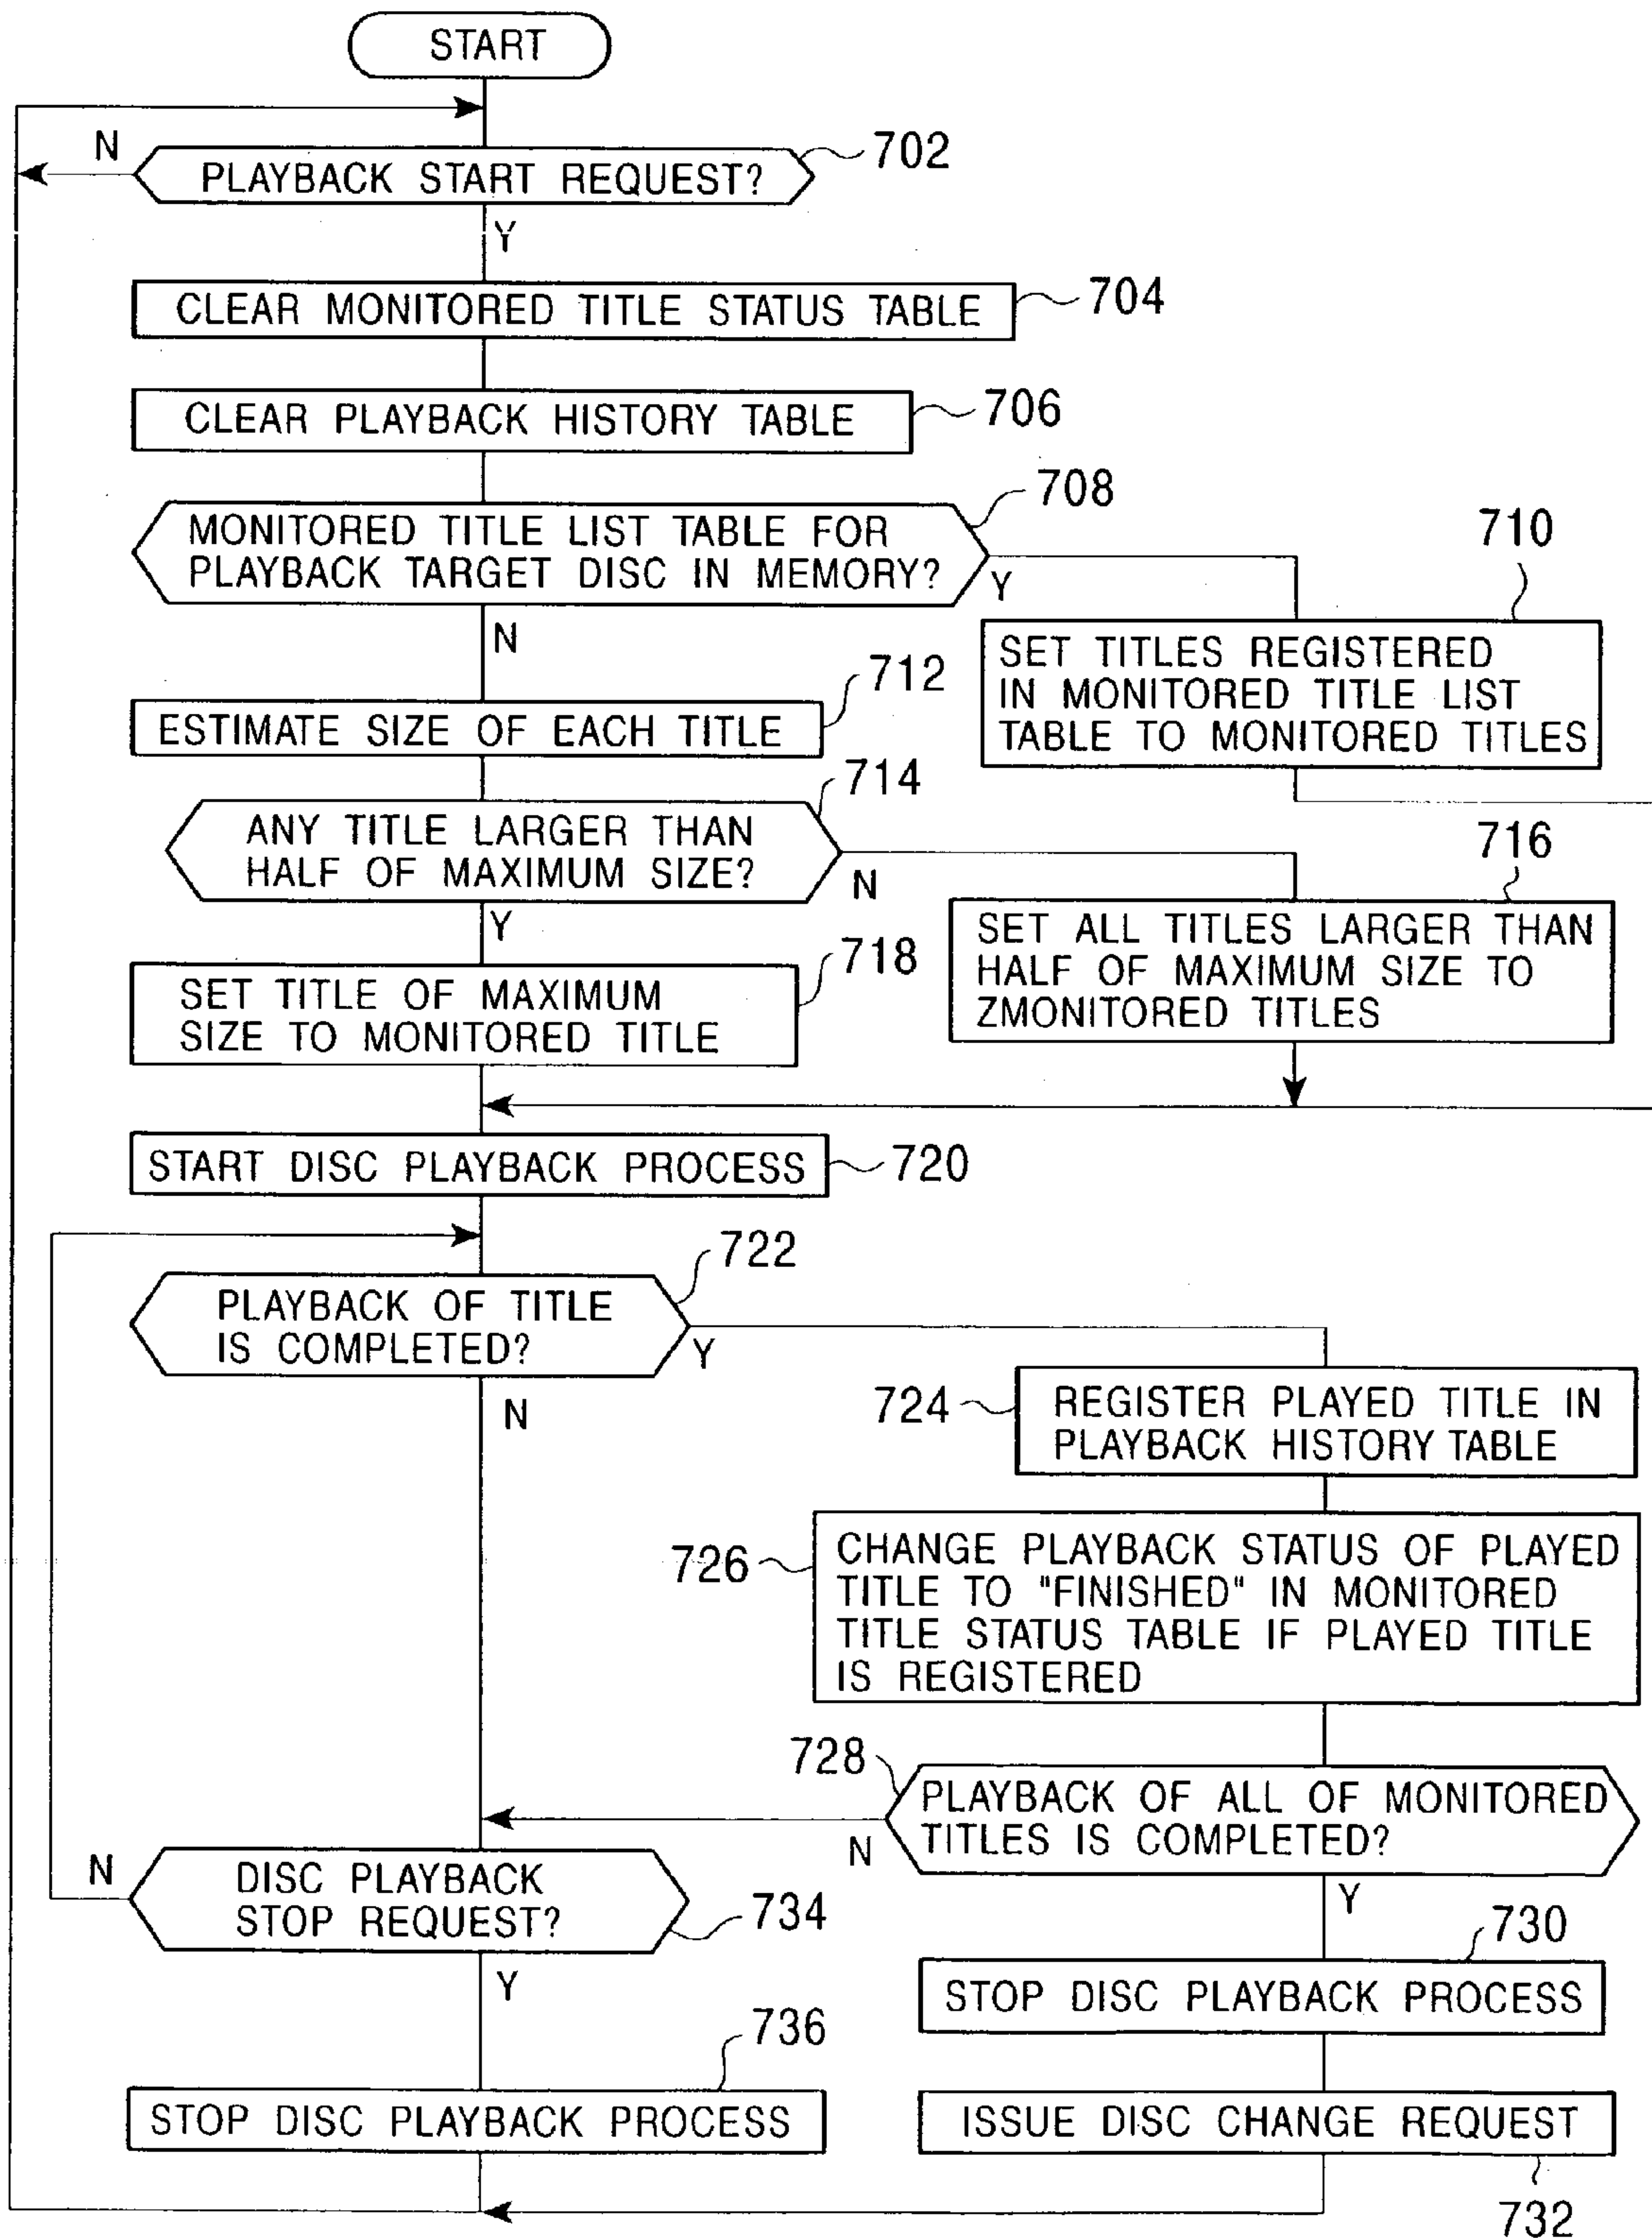 START
N
PLAYBACK START REQUEST?
702
Y
CLEAR MONITORED TITLE STATUS TABLE
704
CLEAR PLAYBACK HISTORY TABLE
706
708
MONITORED TITLE LIST TABLE FOR
PLAYBACK TARGET DISC IN MEMORY?
Y
N
710
SET TITLES REGISTERED
IN MONITORED TITLE LIST
TABLE TO MONITORED TITLES
712
ESTIMATE SIZE OF EACH TITLE
714
ANY TITLE LARGER THAN
HALF OF MAXIMUM SIZE?
N
Y
716
SET ALL TITLES LARGER THAN
HALF OF MAXIMUM SIZE TO
ZMONITORED TITLES
718
SET TITLE OF MAXIMUM
SIZE TO MONITORED TITLE
START DISC PLAYBACK PROCESS
720
722
PLAYBACK OF TITLE
IS COMPLETED?
Y
N
724
REGISTER PLAYED TITLE IN
PLAYBACK HISTORY TABLE
726
CHANGE PLAYBACK STATUS OF PLAYED
TITLE TO "FINISHED" IN MONITORED
TITLE STATUS TABLE IF PLAYED TITLE
IS REGISTERED
728
PLAYBACK OF ALL OF MONITORED
TITLES IS COMPLETED?
N
Y
N
DISC PLAYBACK
STOP REQUEST?
734
Y
730
STOP DISC PLAYBACK PROCESS
736
STOP DISC PLAYBACK PROCESS
ISSUE DISC CHANGE REQUEST
732